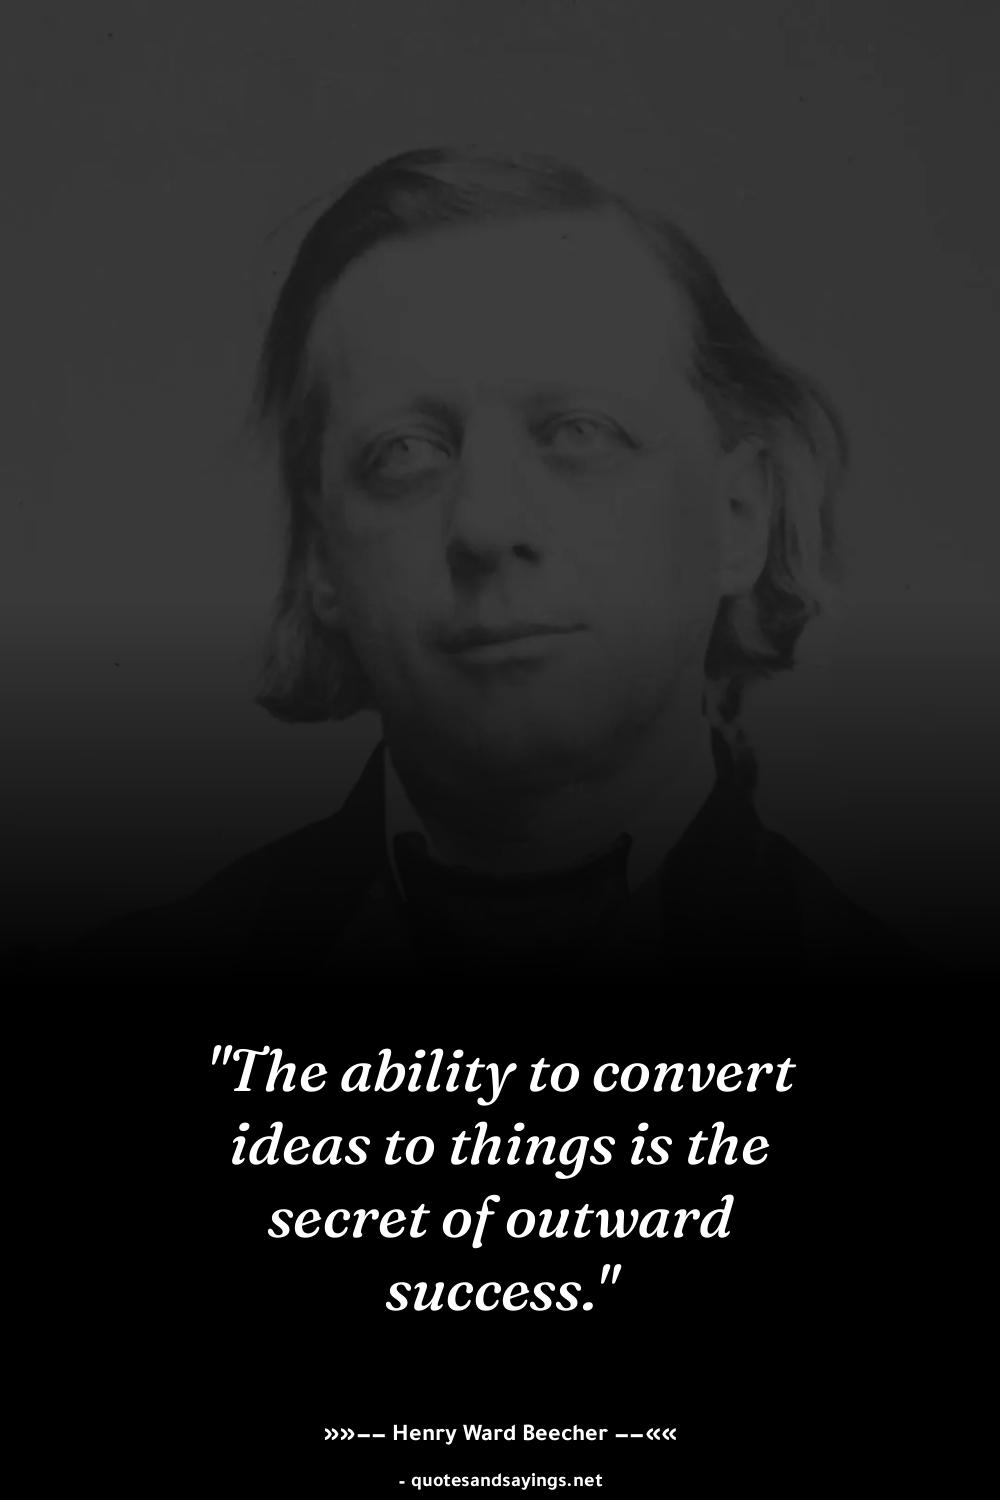 "The ability to convert
ideas to things is the
secret of outward
success."
»»−− Henry Ward Beecher −−««
- quotesandsayings.net